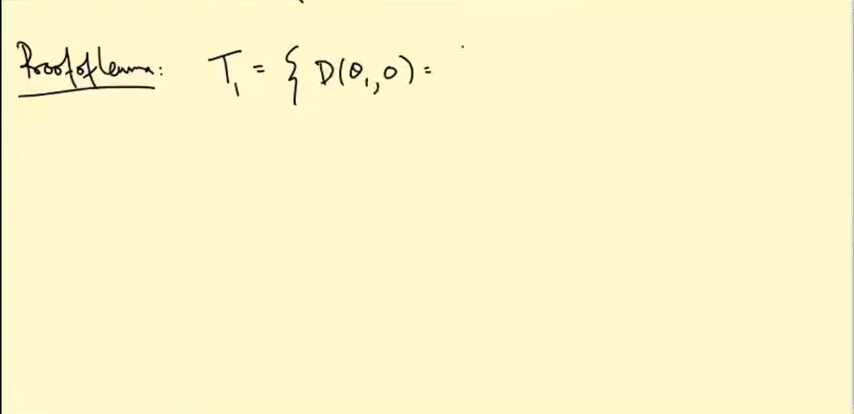 Proof of Lemma: T₁ = { D(θ₁, 0) =